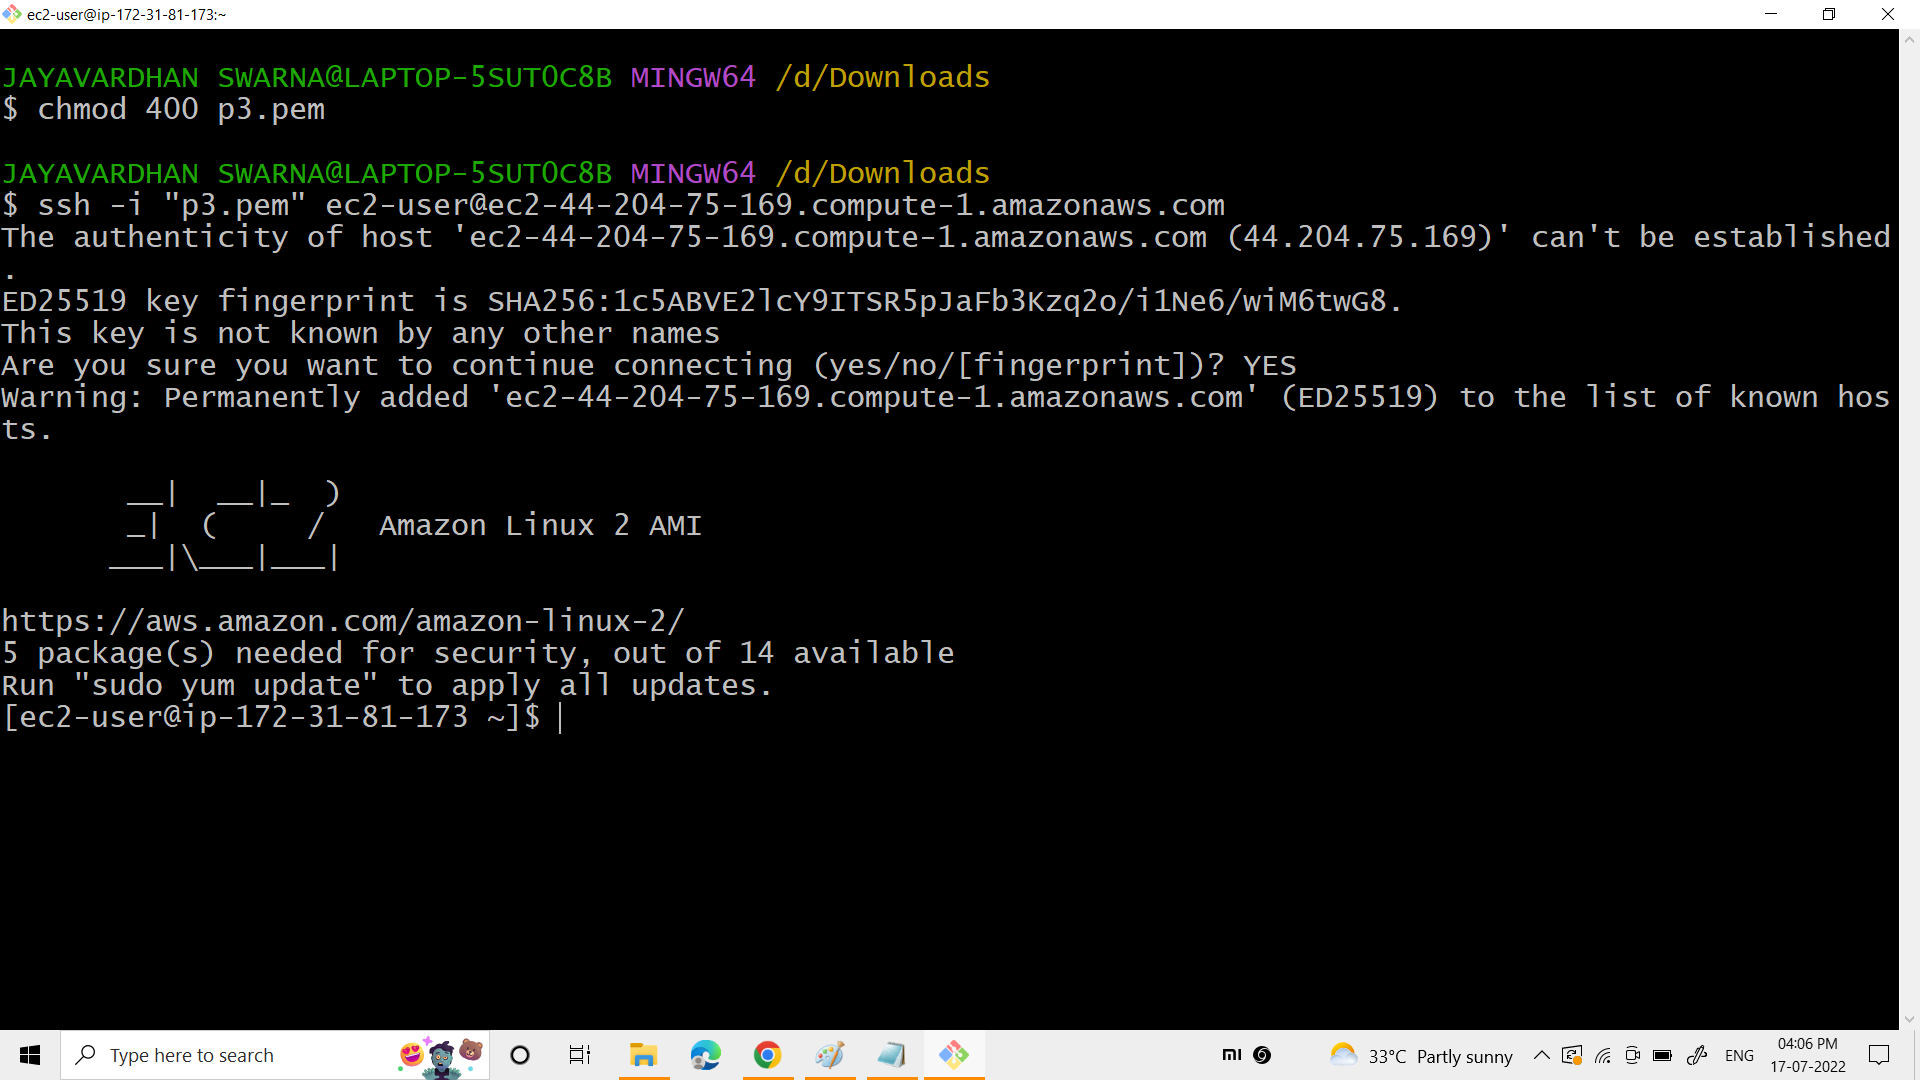 ec2-user@ip-172-31-81-173:~
JAYAVARDHAN SWARNA@LAPTOP-5SUT0C8B MINGW64 /d/Downloads
$ chmod 400 p3.pem
JAYAVARDHAN SWARNA@LAPTOP-5SUT0C8B MINGW64 /d/Downloads
$ ssh -i "p3.pem" ec2-user@ec2-44-204-75-169.compute-1.amazonaws.com
The authenticity of host 'ec2-44-204-75-169.compute-1.amazonaws.com (44.204.75.169)' can't be established
.
ED25519 key fingerprint is SHA256:1c5ABVE2lcY9ITSR5pJaFb3Kzq2o/i1Ne6/wiM6twG8.
This key is not known by any other names
Are you sure you want to continue connecting (yes/no/[fingerprint])? YES
Warning: Permanently added 'ec2-44-204-75-169.compute-1.amazonaws.com' (ED25519) to the list of known hos
ts.
       __|  __|_  )
       _|  (     /   Amazon Linux 2 AMI
      ___|\___|___|
https://aws.amazon.com/amazon-linux-2/
5 package(s) needed for security, out of 14 available
Run "sudo yum update" to apply all updates.
[ec2-user@ip-172-31-81-173 ~]$
Type here to search
mi
33°C Partly sunny
ENG
04:06 PM
17-07-2022